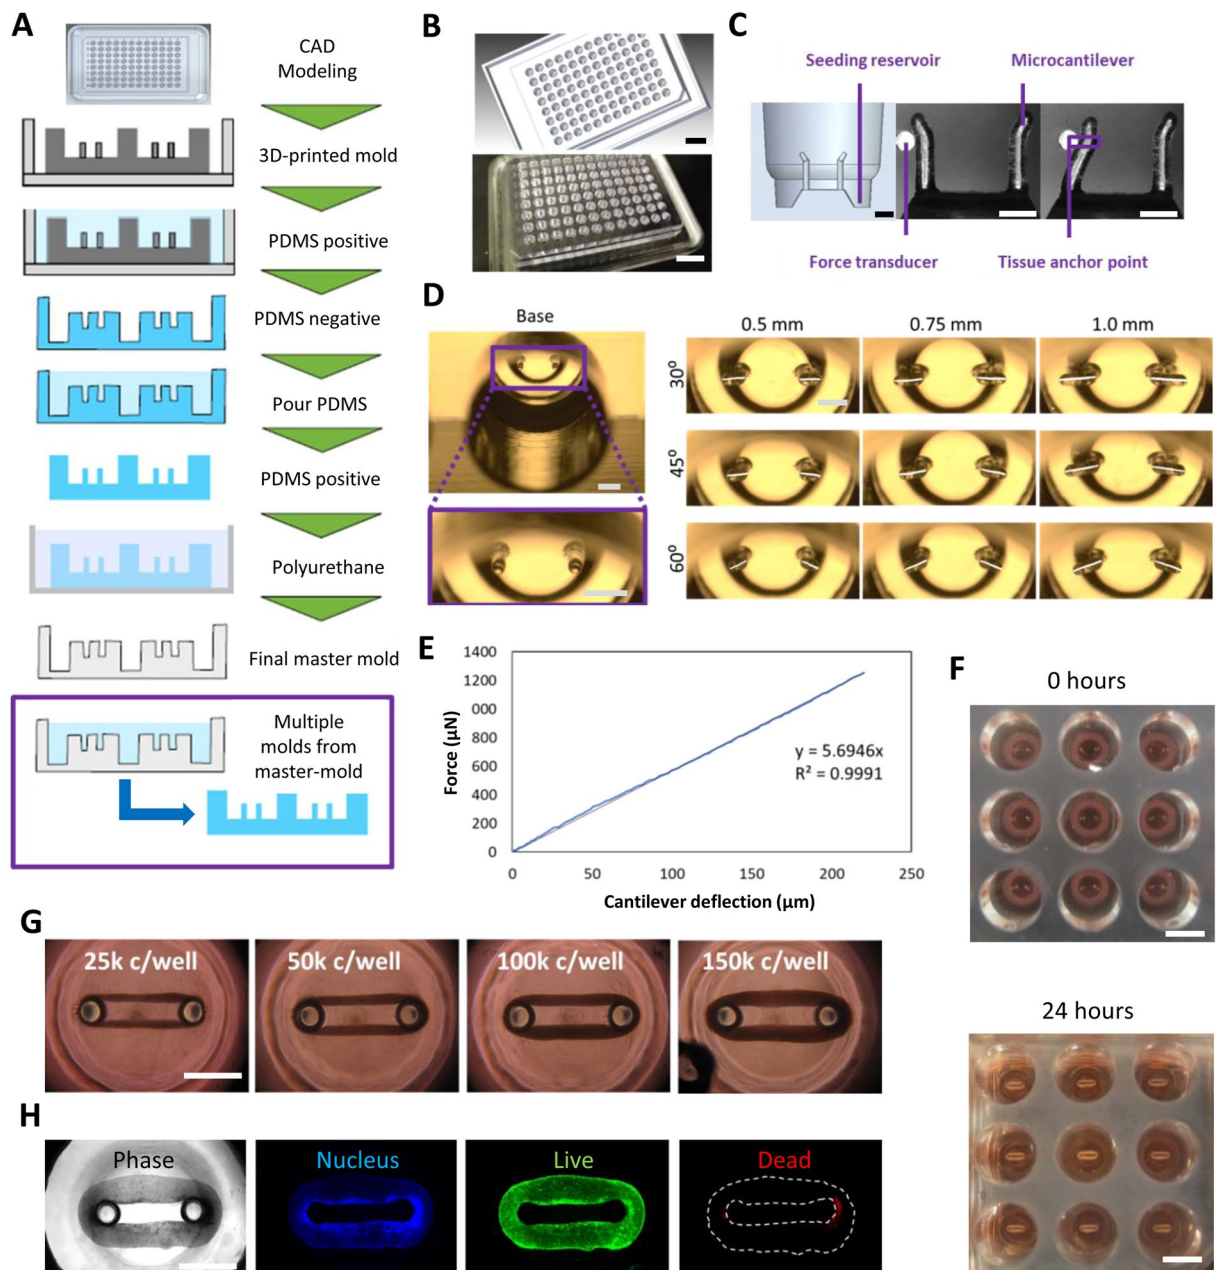 A
CAD
Modeling
3D-printed mold
PDMS positive
PDMS negative
Pour PDMS
PDMS positive
Polyurethane
Final master mold
Multiple
molds from
master-mold
B
C
Seeding reservoir
Microcantilever
Force transducer
Tissue anchor point
D
Base
0.5 mm
0.75 mm
1.0 mm
30°
45°
60°
E
1400
1200
000
800
600
400
200
0
Force (µN)
y = 5.6946x
R² = 0.9991
0
50
100
150
200
250
Cantilever deflection (µm)
F
0 hours
24 hours
G
25k c/well
50k c/well
100k c/well
150k c/well
H
Phase
Nucleus
Live
Dead